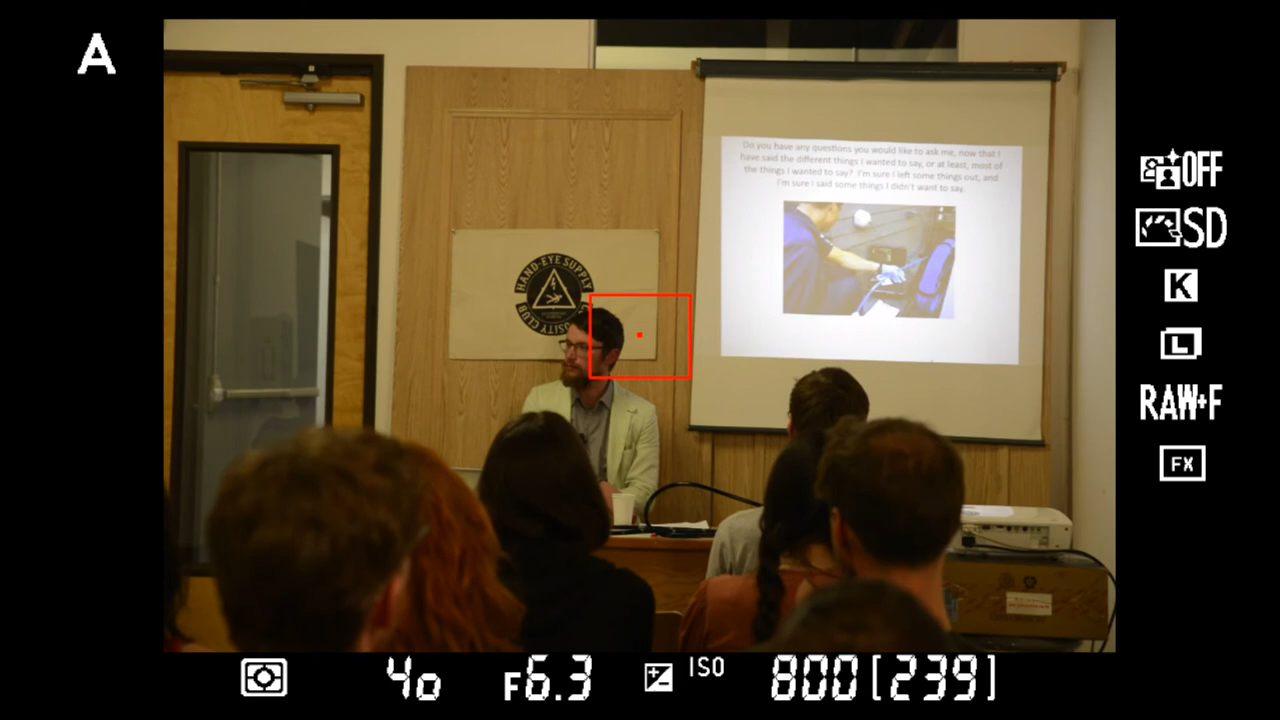 A
Do you have any questions you would like to ask me, now that I
have said the different things I wanted to say, or at least, most of
the things I wanted to say? I'm sure I left some things out, and
I'm sure I said some things I didn't want to say.
HAND-EYE SUPPLY
CLUB
OFF
SD
K
L
RAW+F
FX
40 F6.3 ISO 800 [239]